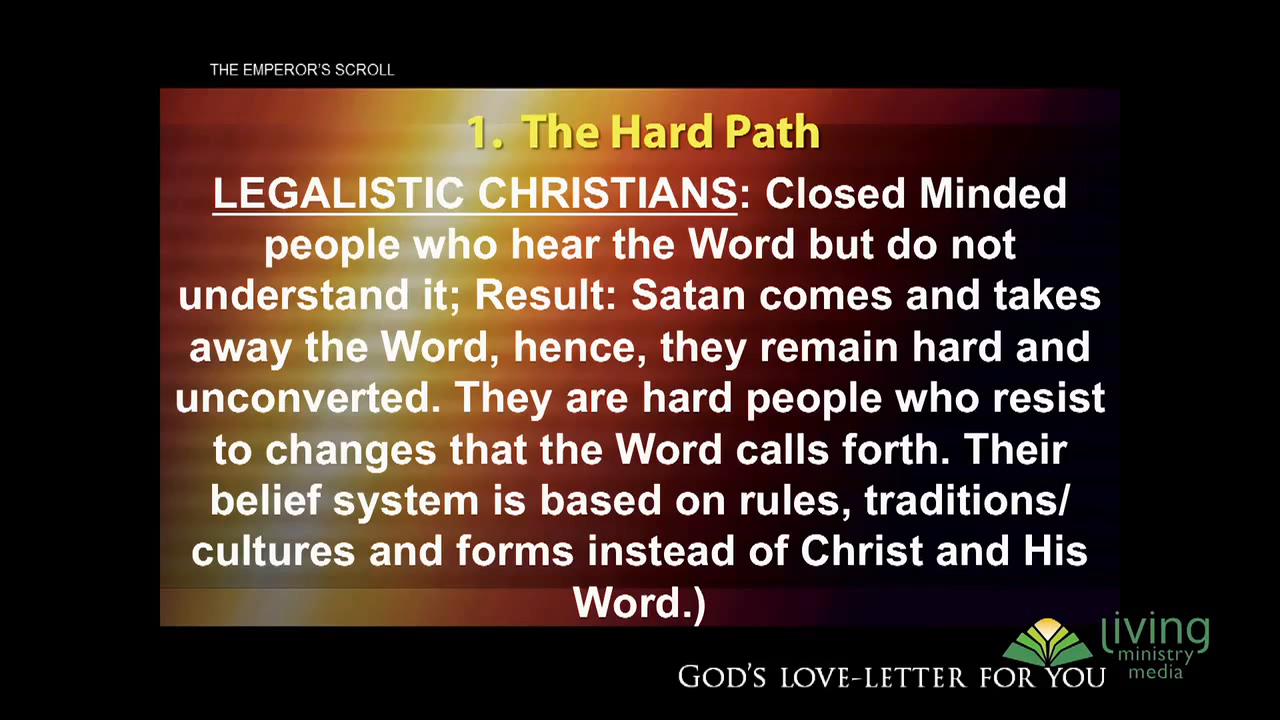 THE EMPEROR'S SCROLL
1. The Hard Path
LEGALISTIC CHRISTIANS: Closed Minded
people who hear the Word but do not
understand it; Result: Satan comes and takes
away the Word, hence, they remain hard and
unconverted. They are hard people who resist
to changes that the Word calls forth. Their
belief system is based on rules, traditions/
cultures and forms instead of Christ and His
Word.)
living
ministry
media
GOD'S LOVE-LETTER FOR YOU